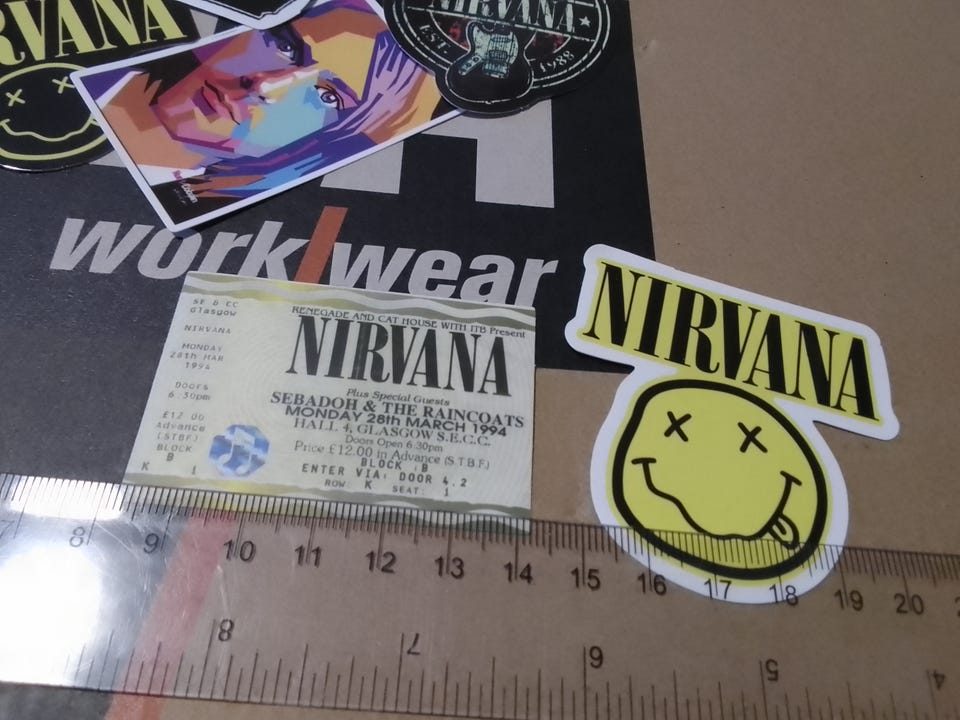 RVANA
NIRVANA
EST.
1988
work/wear
SE & CC
Glasgow
NIRVANA
MONDAY
28th MAR
1994
DOORS
6.30pm
£12.00
Advance
(STBF)
BLOCK
B
K 1
RENEGADE AND CAT HOUSE WITH ITB Present
NIRVANA
Plus Special Guests
SEBADOH & THE RAINCOATS
MONDAY 28th MARCH 1994
HALL 4, GLASGOW S.E.C.C.
Doors Open 6.30pm
Price £12.00 in Advance (S.T.B.F.)
BLOCK :B
ENTER VIA: DOOR 4.2
ROW: K SEAT: 1
NIRVANA
7 8 9 10 11 12 13 14 15 16 17 18 19 20
8 7 6 5 4